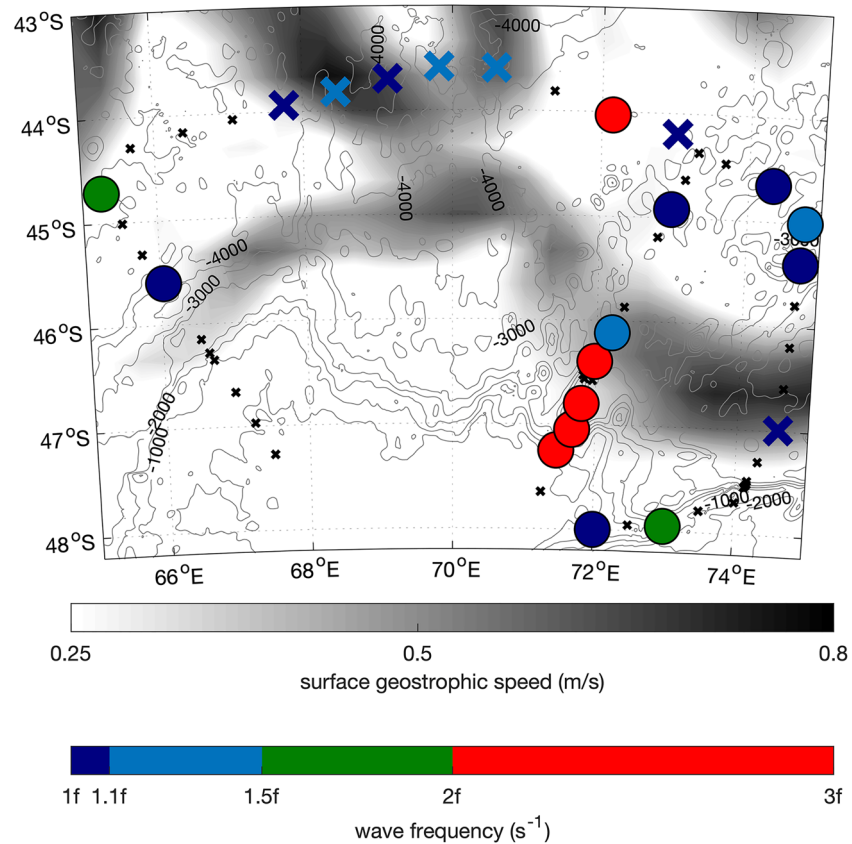 43°S
44°S
45°S
46°S
47°S
48°S
4000
-4000
-4000
-4000
-4000
-3000
-3000
-3000
-2000
-1000
-1000
-2000
66°E
68°E
70°E
72°E
74°E
0.25
0.5
0.8
surface geostrophic speed (m/s)
1f
1.1f
1.5f
2f
3f
wave frequency (s⁻¹)